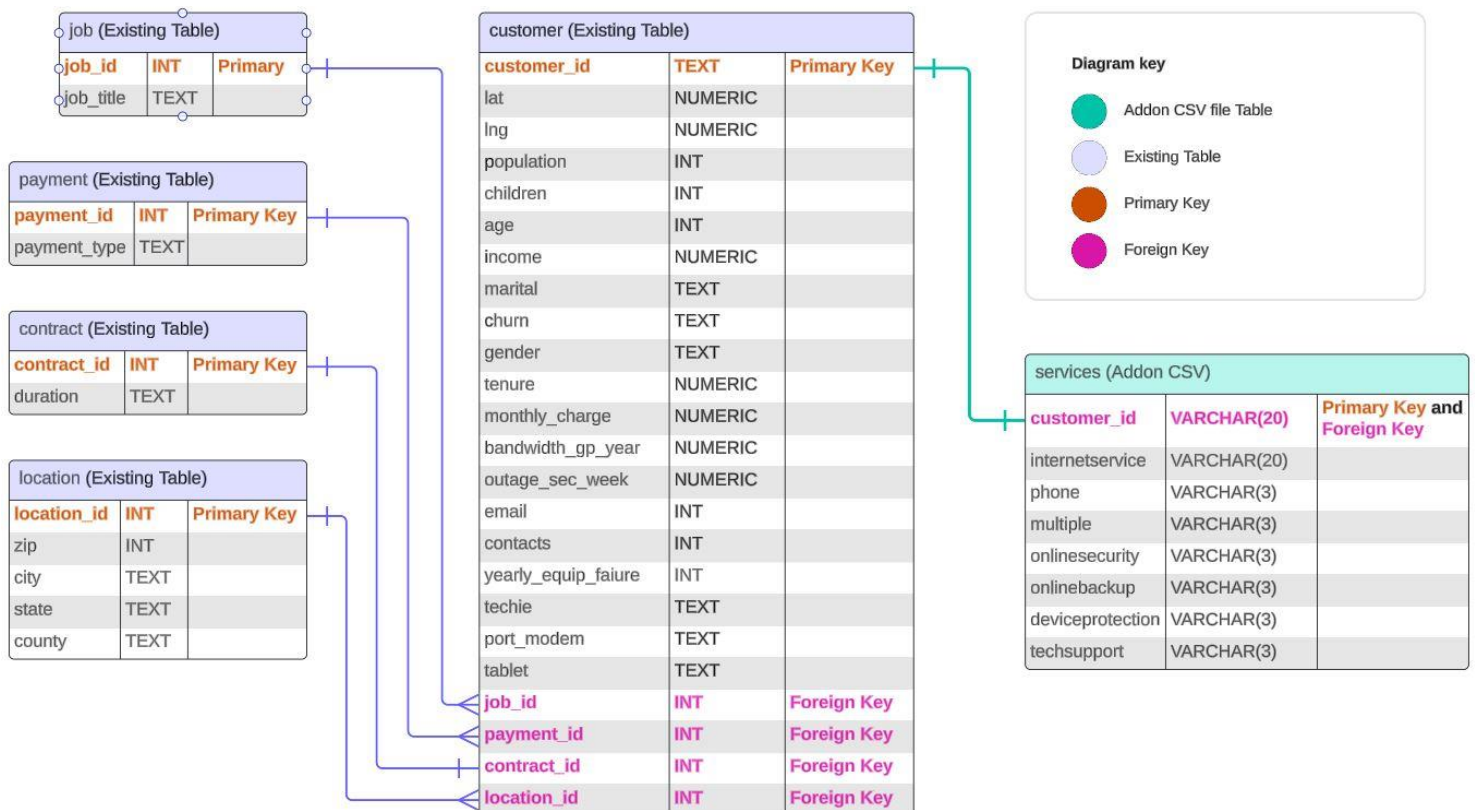 job (Existing Table)
job_id INT Primary
job_title TEXT
payment (Existing Table)
payment_id INT Primary Key
payment_type TEXT
contract (Existing Table)
contract_id INT Primary Key
duration TEXT
location (Existing Table)
location_id INT Primary Key
zip INT
city TEXT
state TEXT
county TEXT
customer (Existing Table)
customer_id TEXT Primary Key
lat NUMERIC
lng NUMERIC
population INT
children INT
age INT
income NUMERIC
marital TEXT
churn TEXT
gender TEXT
tenure NUMERIC
monthly_charge NUMERIC
bandwidth_gp_year NUMERIC
outage_sec_week NUMERIC
email INT
contacts INT
yearly_equip_faiure INT
techie TEXT
port_modem TEXT
tablet TEXT
job_id INT Foreign Key
payment_id INT Foreign Key
contract_id INT Foreign Key
location_id INT Foreign Key
Diagram key
Addon CSV file Table
Existing Table
Primary Key
Foreign Key
services (Addon CSV)
customer_id VARCHAR(20) Primary Key and
Foreign Key
internetservice VARCHAR(20)
phone VARCHAR(3)
multiple VARCHAR(3)
onlinesecurity VARCHAR(3)
onlinebackup VARCHAR(3)
deviceprotection VARCHAR(3)
techsupport VARCHAR(3)